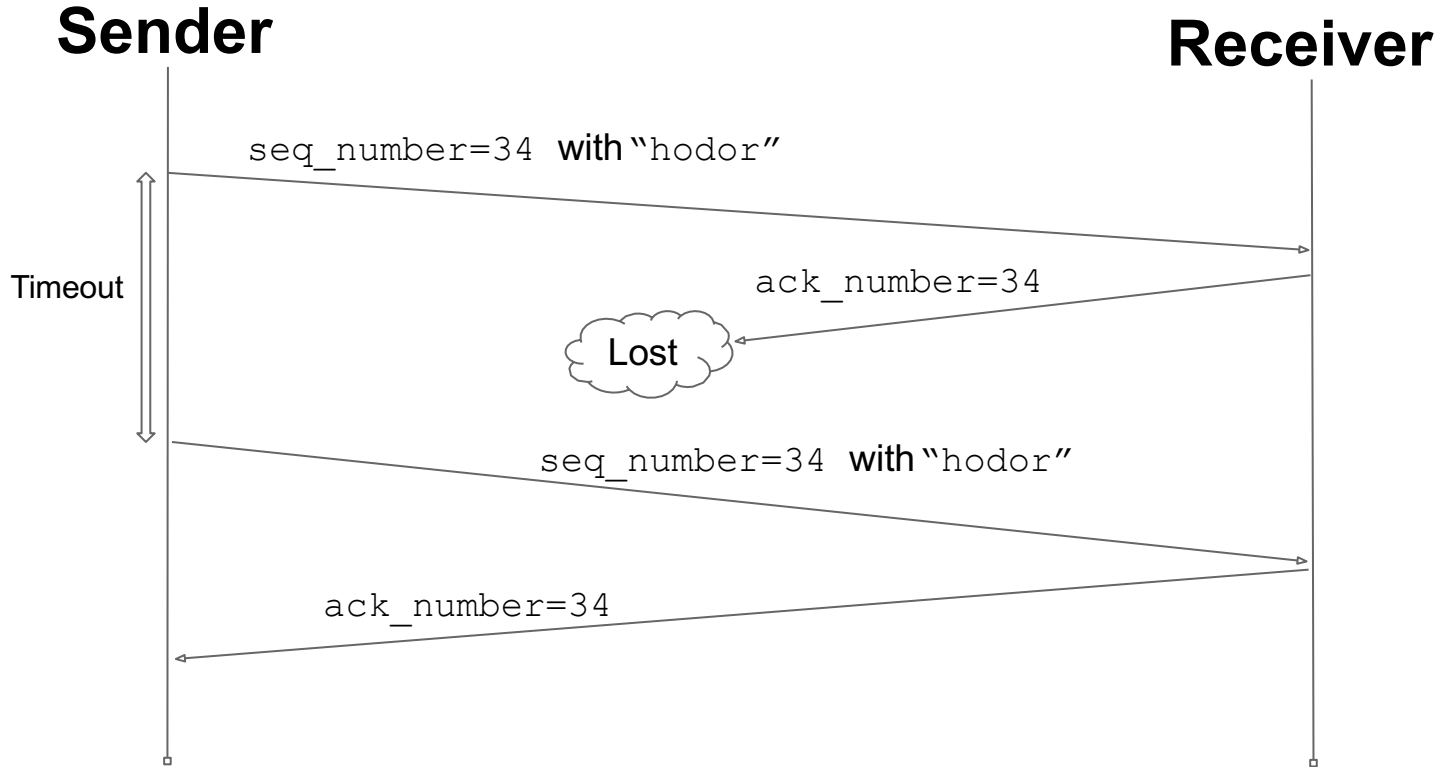 Sender
Receiver
seq_number=34 with “hodor”
Timeout
ack_number=34
Lost
seq_number=34 with “hodor”
ack_number=34